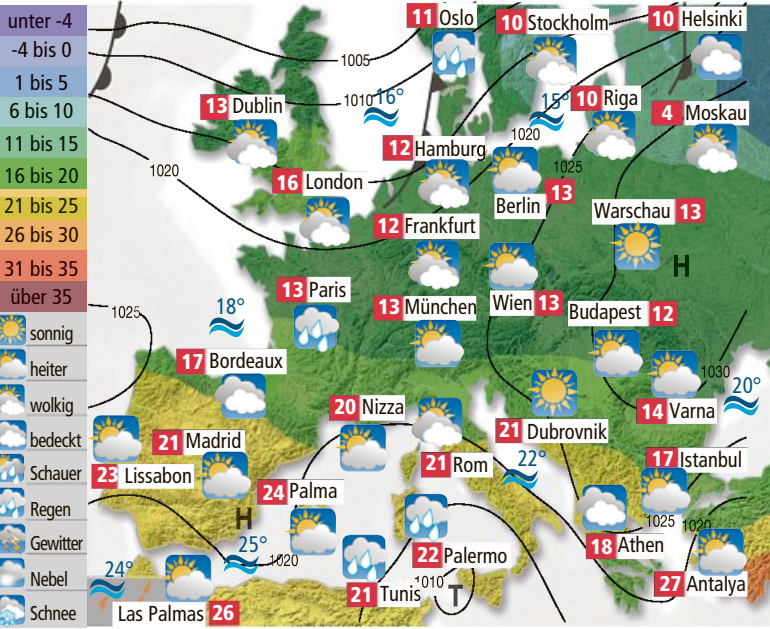 unter -4
-4 bis 0
1 bis 5
6 bis 10
11 bis 15
16 bis 20
21 bis 25
26 bis 30
31 bis 35
über 35
sonnig
heiter
wolkig
bedeckt
Schauer
Regen
Gewitter
Nebel
Schnee
11 Oslo
10 Stockholm
10 Helsinki
1005
1010
16°
15°
13 Dublin
10 Riga
4 Moskau
1020
12 Hamburg
1020
1025
16 London
Berlin 13
12 Frankfurt
Warschau 13
H
13 Paris
13 München
Wien 13
Budapest 12
18°
1025
17 Bordeaux
1030
20°
14 Varna
20 Nizza
21 Dubrovnik
21 Madrid
23 Lissabon
21 Rom
22°
17 Istanbul
24 Palma
H
25°
1020
1025
1020
18 Athen
22 Palermo
24°
1010
T
21 Tunis
27 Antalya
Las Palmas 26